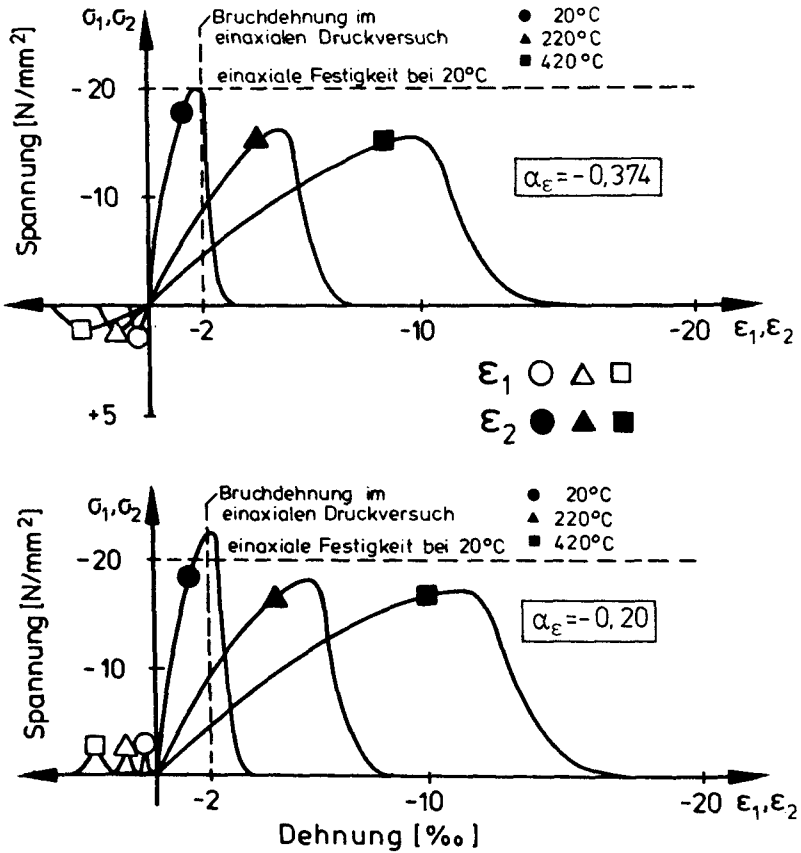 σ₁,σ₂
Bruchdehnung im
einaxialen Druckversuch
● 20°C
▲ 220°C
■ 420°C
einaxiale Festigkeit bei 20°C
Spannung [N/mm²]
-20
-10
α_ε=-0,374
-2
-10
-20
ε₁,ε₂
+5
ε₁ ○ △ □
ε₂ ● ▲ ■
σ₁,σ₂
Bruchdehnung im
einaxialen Druckversuch
● 20°C
▲ 220°C
■ 420°C
einaxiale Festigkeit bei 20°C
Spannung [N/mm²]
-20
-10
α_ε=-0,20
-2
-10
-20
ε₁,ε₂
Dehnung [‰]